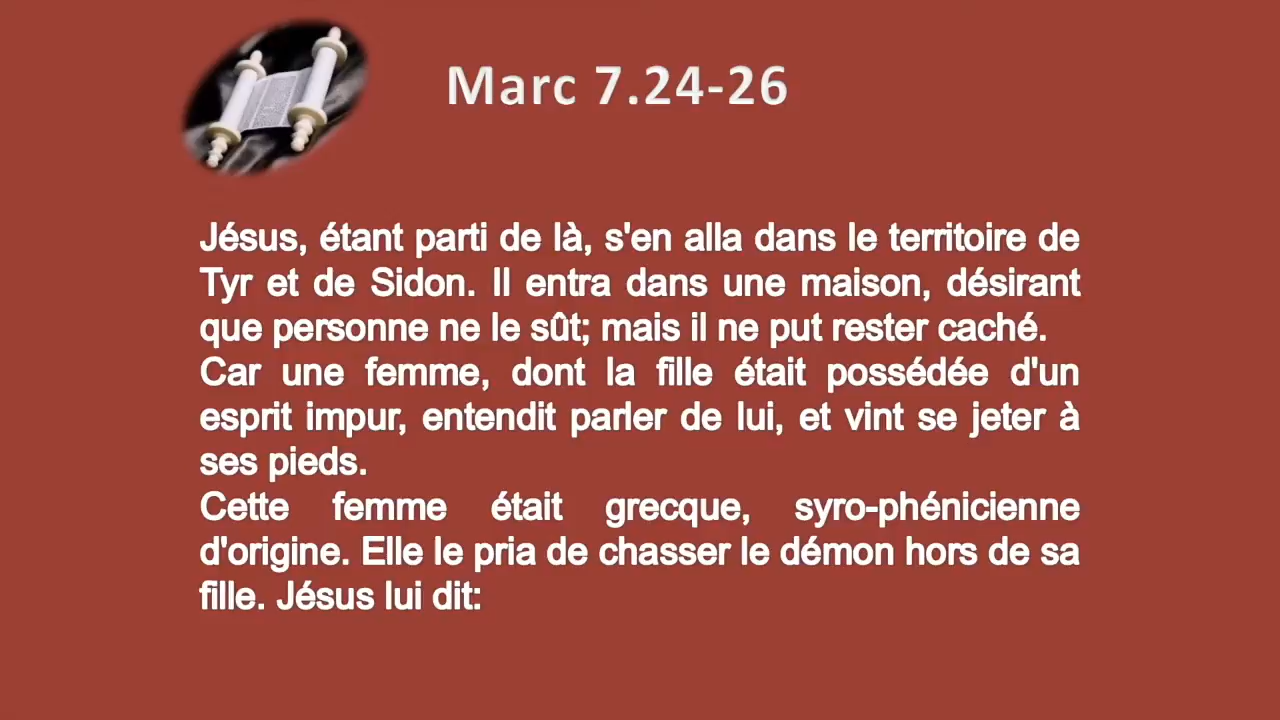 Marc 7.24-26
Jésus, étant parti de là, s'en alla dans le territoire de
Tyr et de Sidon. Il entra dans une maison, désirant
que personne ne le sût; mais il ne put rester caché.
Car une femme, dont la fille était possédée d'un
esprit impur, entendit parler de lui, et vint se jeter à
ses pieds.
Cette femme était grecque, syro-phénicienne
d'origine. Elle le pria de chasser le démon hors de sa
fille. Jésus lui dit: